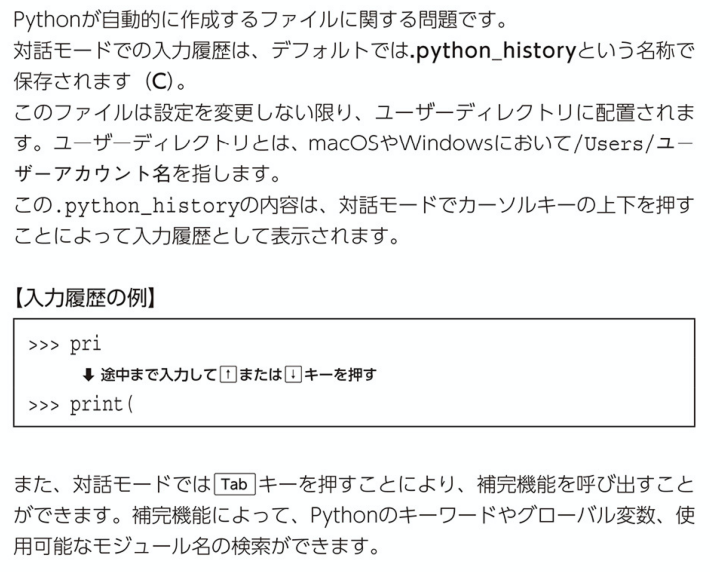 Pythonが自動的に作成するファイルに関する問題です。
対話モードでの入力履歴は、デフォルトでは.python_historyという名称で
保存されます（C）。
このファイルは設定を変更しない限り、ユーザーディレクトリに配置されま
す。ユーザーディレクトリとは、macOSやWindowsにおいて/Users/ユー
ザーアカウント名を指します。
この.python_historyの内容は、対話モードでカーソルキーの上下を押す
ことによって入力履歴として表示されます。
【入力履歴の例】
>>> pri
⬇ 途中まで入力して↑または↓キーを押す
>>> print(
また、対話モードではTabキーを押すことにより、補完機能を呼び出すこと
ができます。補完機能によって、Pythonのキーワードやグローバル変数、使
用可能なモジュール名の検索ができます。